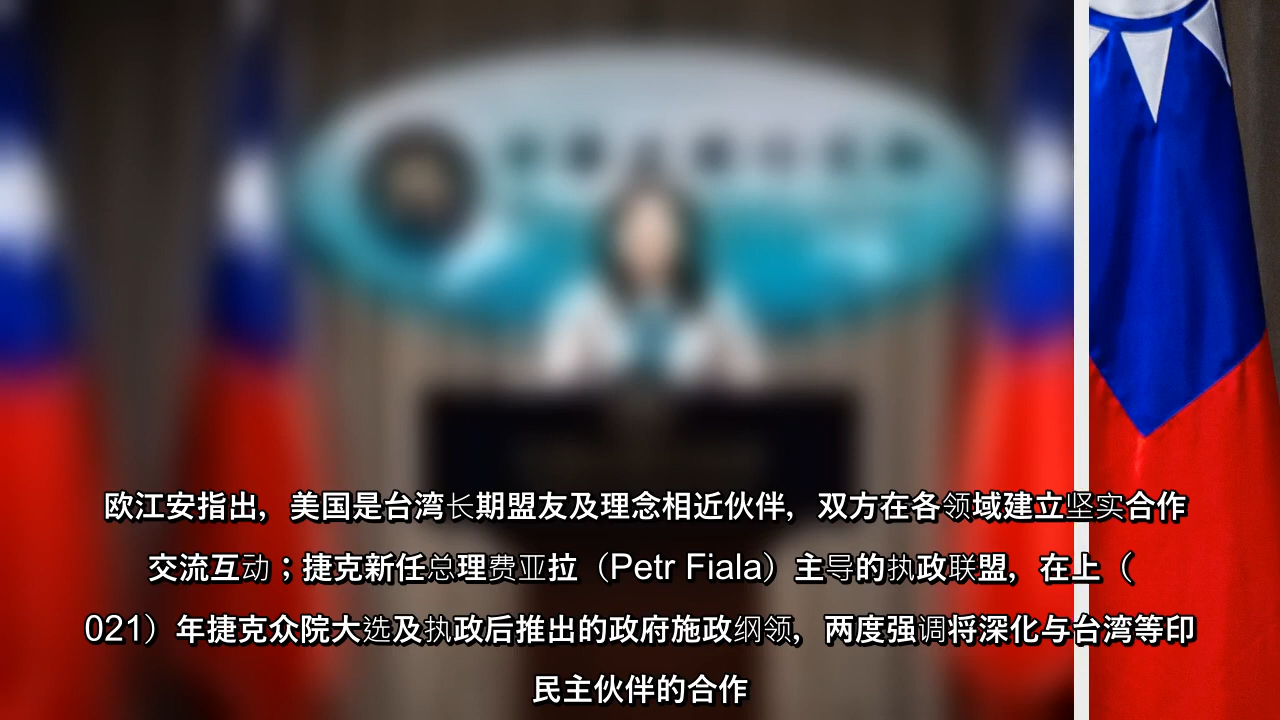 欧江安指出，美国是台湾长期盟友及理念相近伙伴，双方在各领域建立坚实合作
交流互动；捷克新任总理费亚拉（Petr Fiala）主导的执政联盟，在上（
021）年捷克众院大选及执政后推出的政府施政纲领，两度强调将深化与台湾等印
民主伙伴的合作